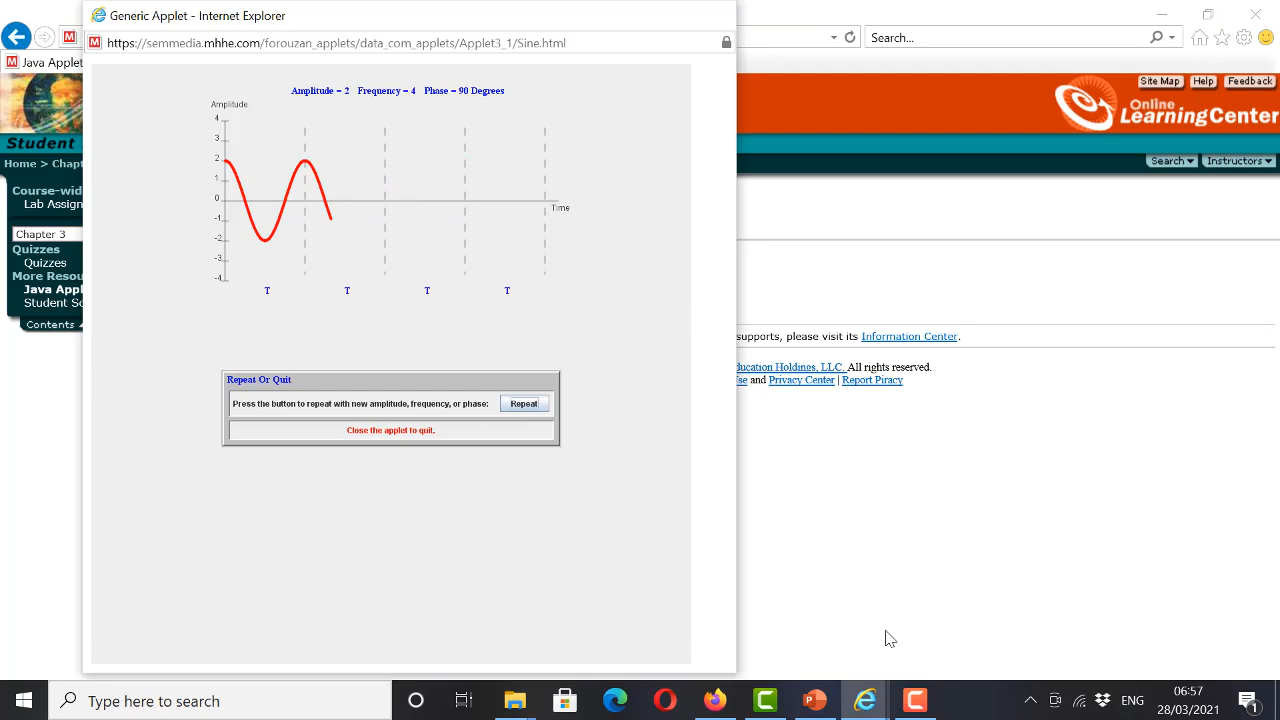 Generic Applet - Internet Explorer
https://semmedia.mhhe.com/forouzan_applets/data_com_applets/Applet3_1/Sine.html
Search...
Java Applet
Site Map
Help
Feedback
Online
LearningCenter
Student
Home > Chapt
Search
Instructors
Course-wid
Lab Assign
Chapter 3
Quizzes
Quizzes
More Resou
Java Appl
Student So
Contents
Amplitude = 2 Frequency = 4 Phase = 90 Degrees
Amplitude
4
3
2
1
0
-1
-2
-3
-4
Time
T T T T
Repeat Or Quit
Press the button to repeat with new amplitude, frequency, or phase:
Repeat
Close the applet to quit.
supports, please visit its Information Center.
ducation Holdings, LLC. All rights reserved.
se and Privacy Center | Report Piracy
Type here to search
ENG
06:57
28/03/2021
1